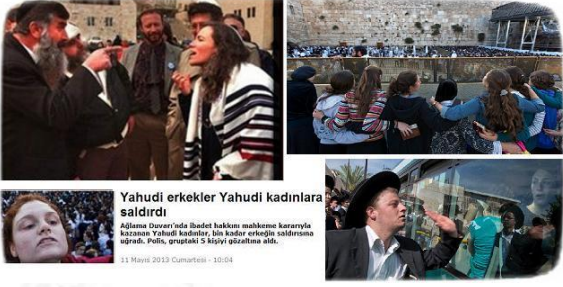 Yahudi erkekler Yahudi kadınlara
saldırdı
Ağlama Duvarı'nda ibadet hakkını mahkeme kararıyla
kazanan Yahudi kadınlar, bin kadar erkeğin saldırısına
uğradı. Polis, gruptaki 5 kişiyi gözaltına aldı.
11 Mayıs 2013 Cumartesi - 10:04